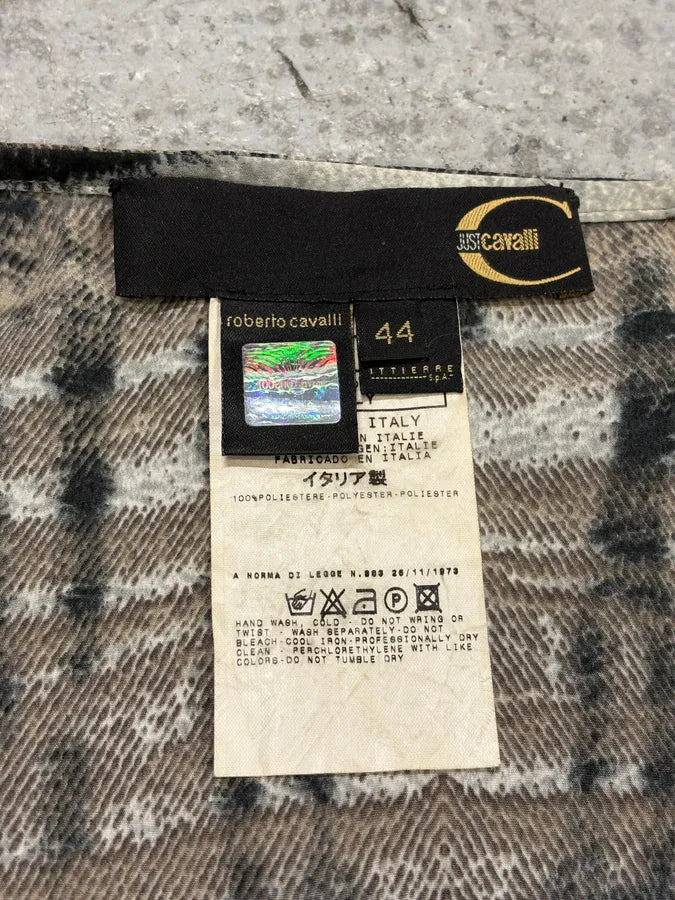 JUST cavalli
roberto cavalli
44
ITTIERRE
S.p.A.
ITALY
EN ITALIE
FABRICADO EN ITALIA
イタリア製
100%POLIESTERE-POLYESTER-POLIESTER
A NORMA DI LEGGE N.883 26/11/1973
P
HAND WASH, COLD - DO NOT WRING OR
TWIST - WASH SEPARATELY-DO NOT
BLEACH-COOL IRON-PROFESSIONALLY DRY
CLEAN - PERCHLORETHYLENE WITH LIKE
COLORS-DO NOT TUMBLE DRY